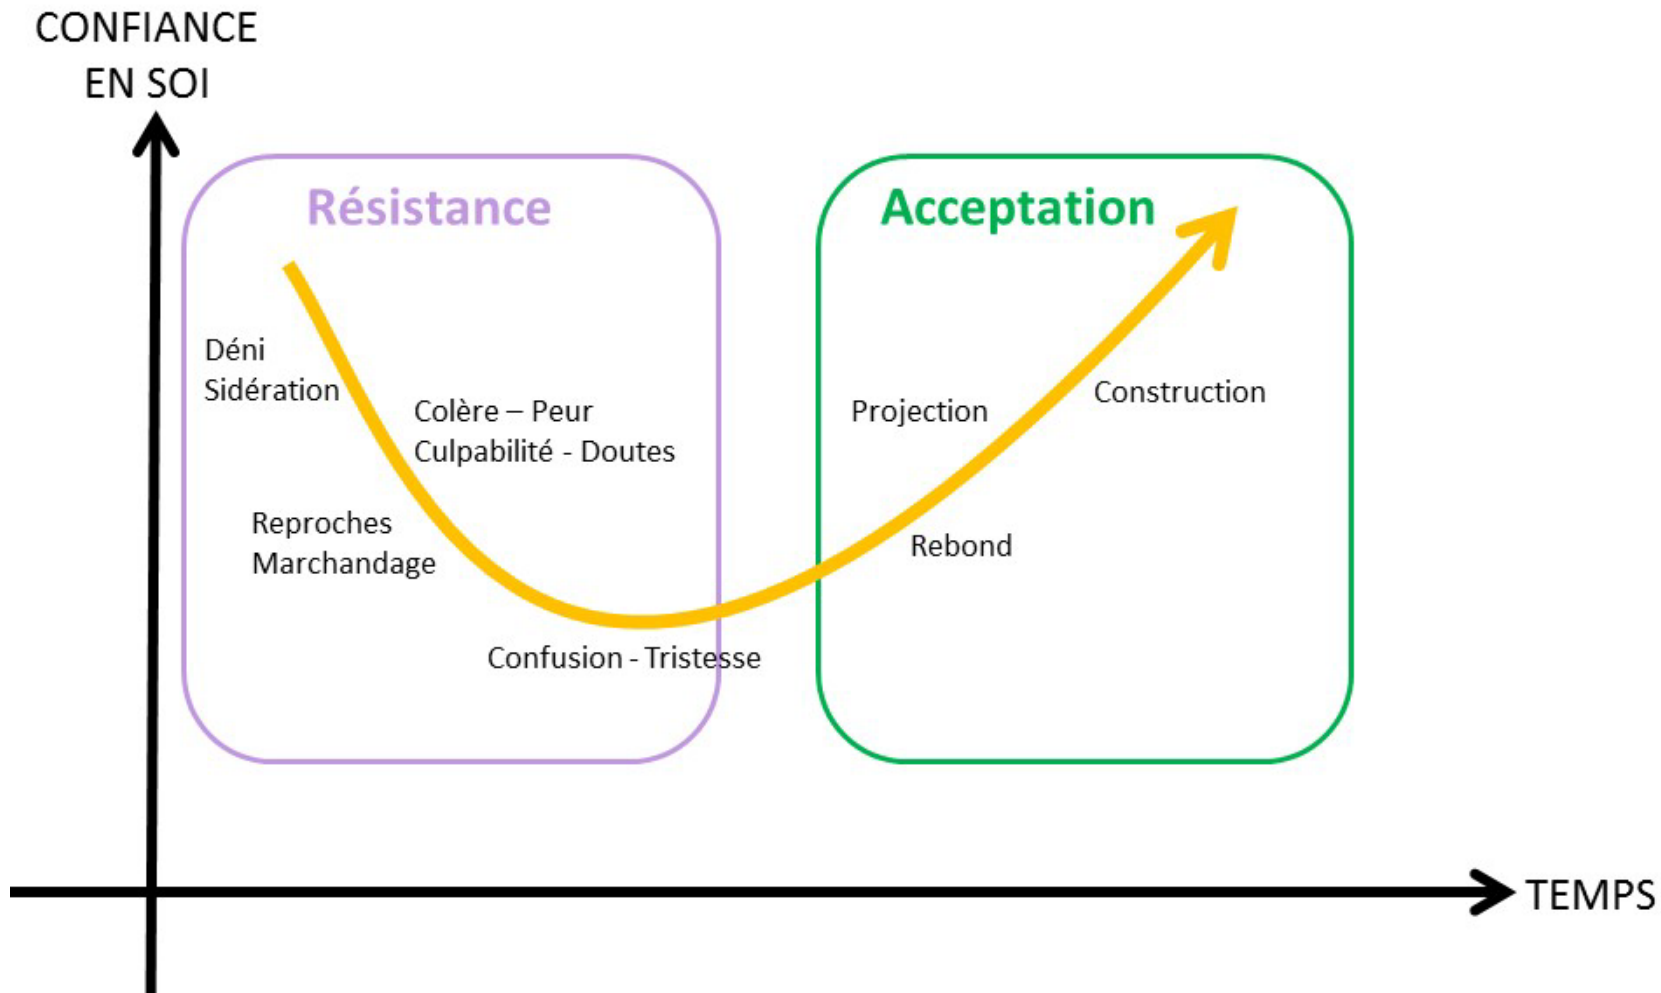 CONFIANCE
EN SOI
Résistance
Déni
Sidération
Colère – Peur
Culpabilité - Doutes
Reproches
Marchandage
Confusion - Tristesse
Acceptation
Projection
Construction
Rebond
TEMPS